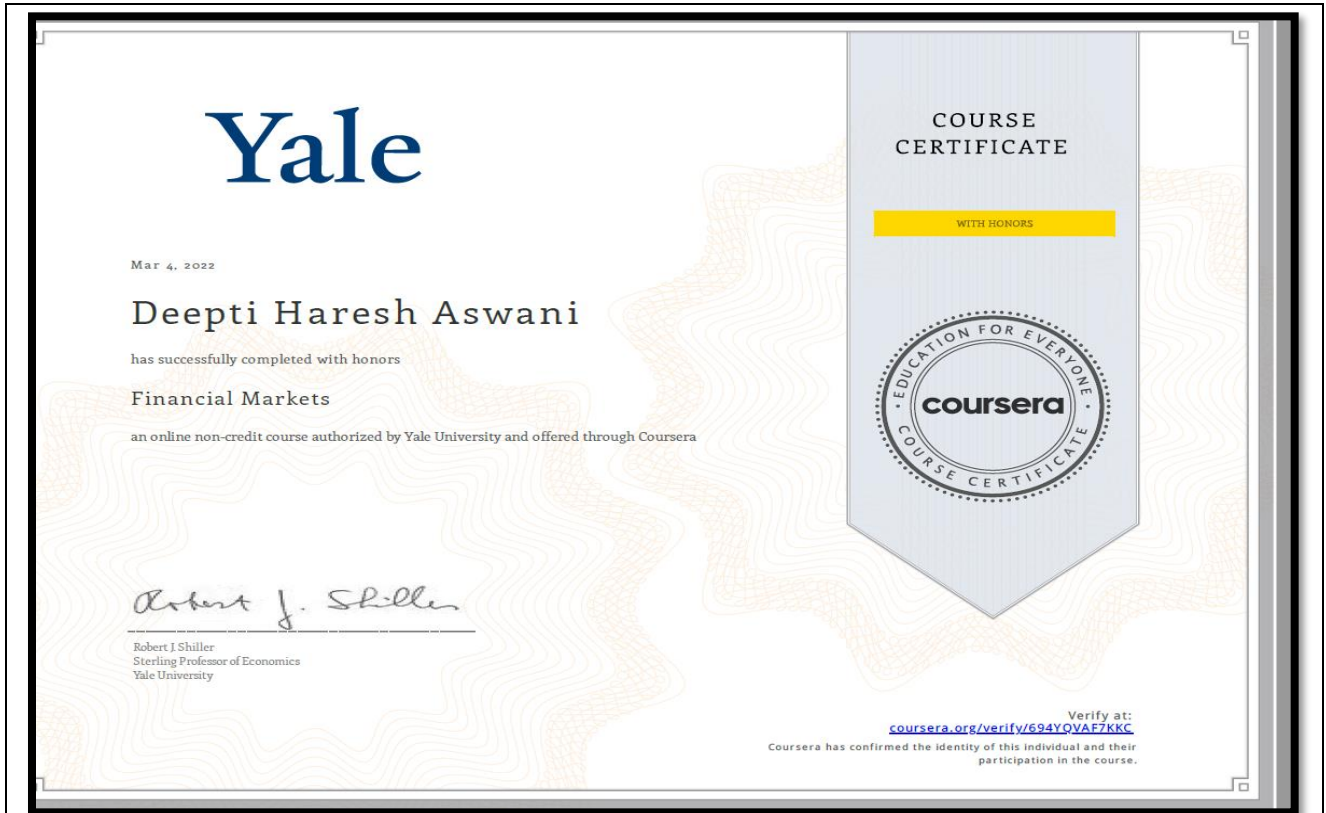 Yale
COURSE
CERTIFICATE
WITH HONORS
Mar 4, 2022
Deepti Haresh Aswani
has successfully completed with honors
Financial Markets
an online non-credit course authorized by Yale University and offered through Coursera
EDUCATION FOR EVERYONE
coursera
COURSE CERTIFICATE
Robert J. Shiller
Robert J. Shiller
Sterling Professor of Economics
Yale University
Verify at:
coursera.org/verify/694YQVAF7KKC
Coursera has confirmed the identity of this individual and their
participation in the course.